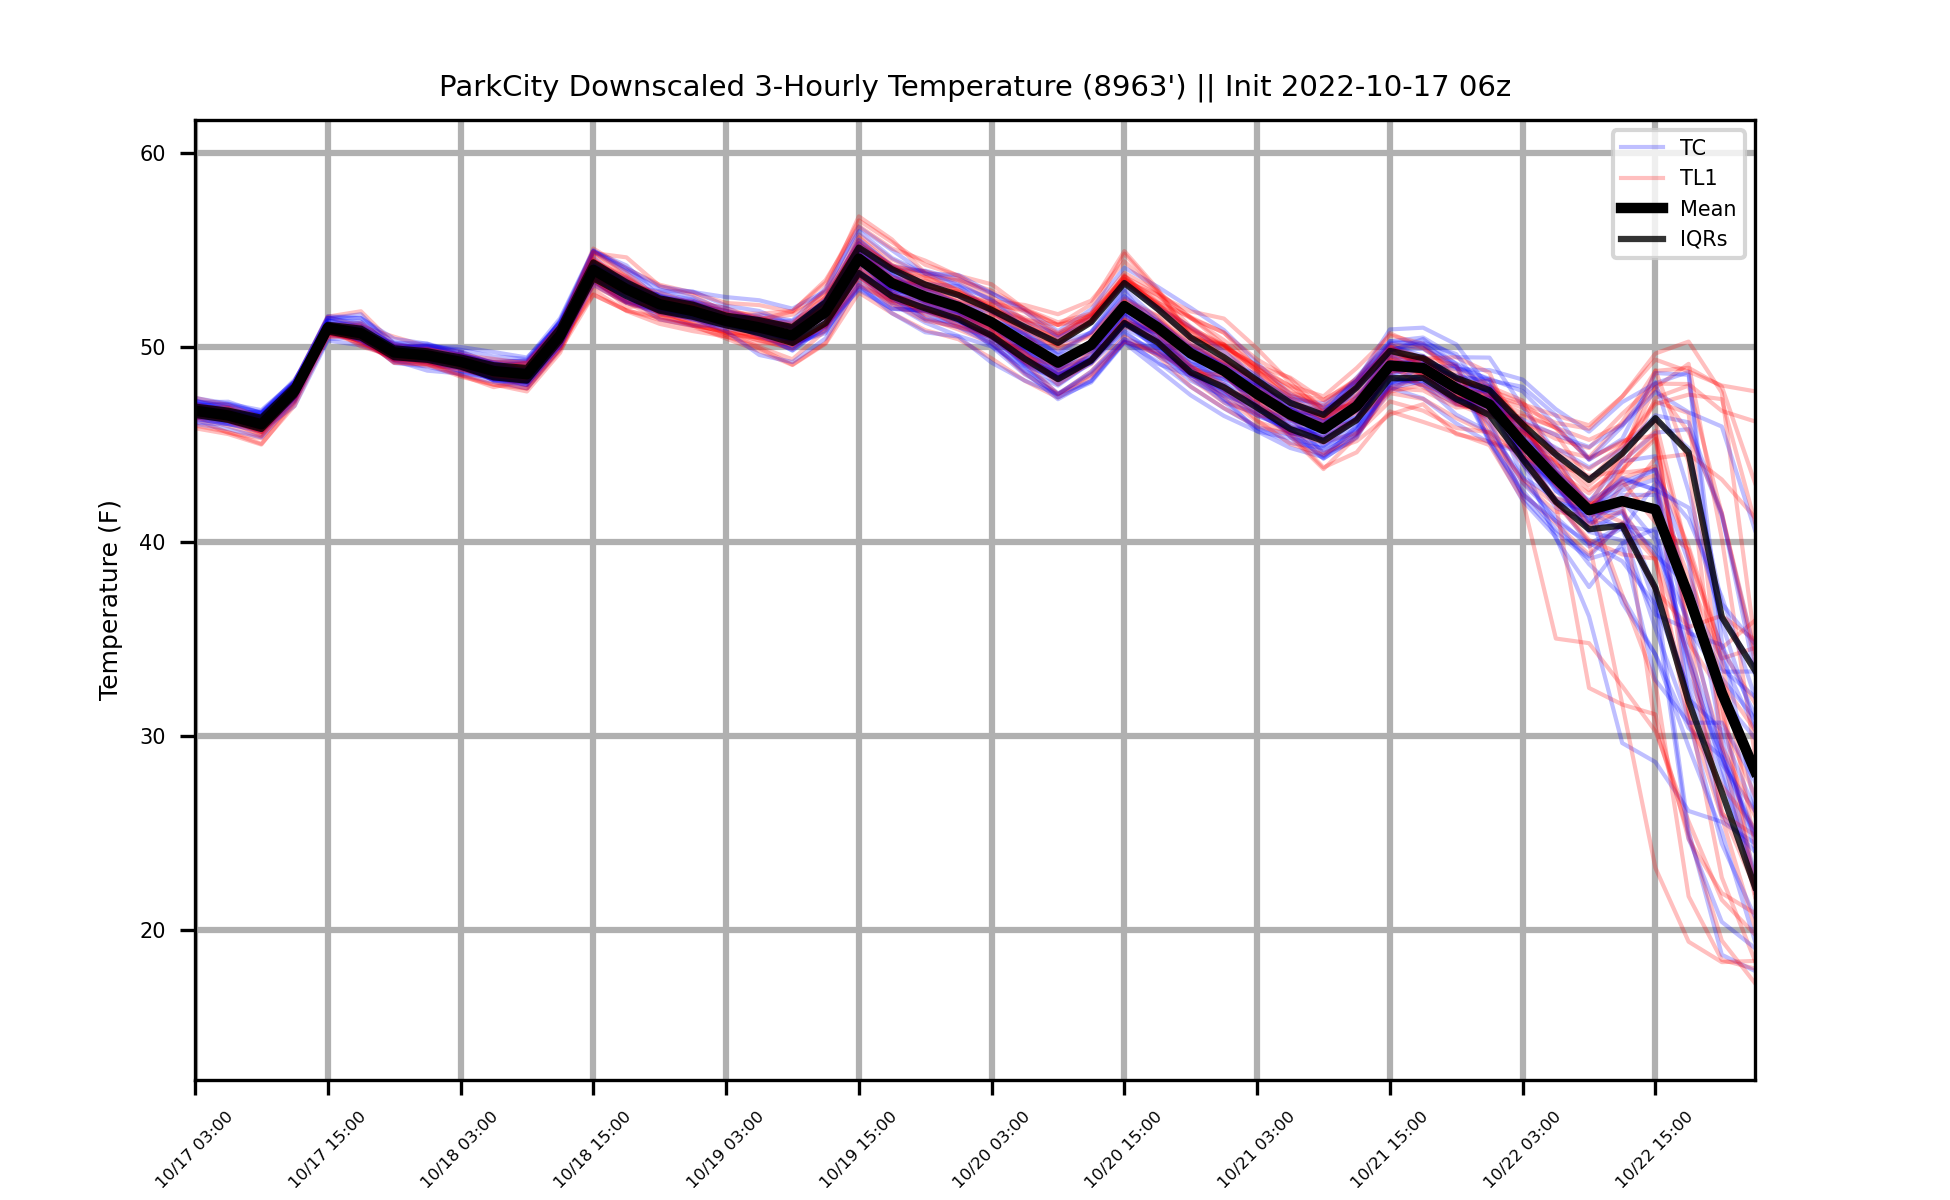 ParkCity Downscaled 3-Hourly Temperature (8963') || Init 2022-10-17 06z
TC
TL1
Mean
IQRs
Temperature (F)
60
50
40
30
20
10/17 03:00
10/17 15:00
10/18 03:00
10/18 15:00
10/19 03:00
10/19 15:00
10/20 03:00
10/20 15:00
10/21 03:00
10/21 15:00
10/22 03:00
10/22 15:00